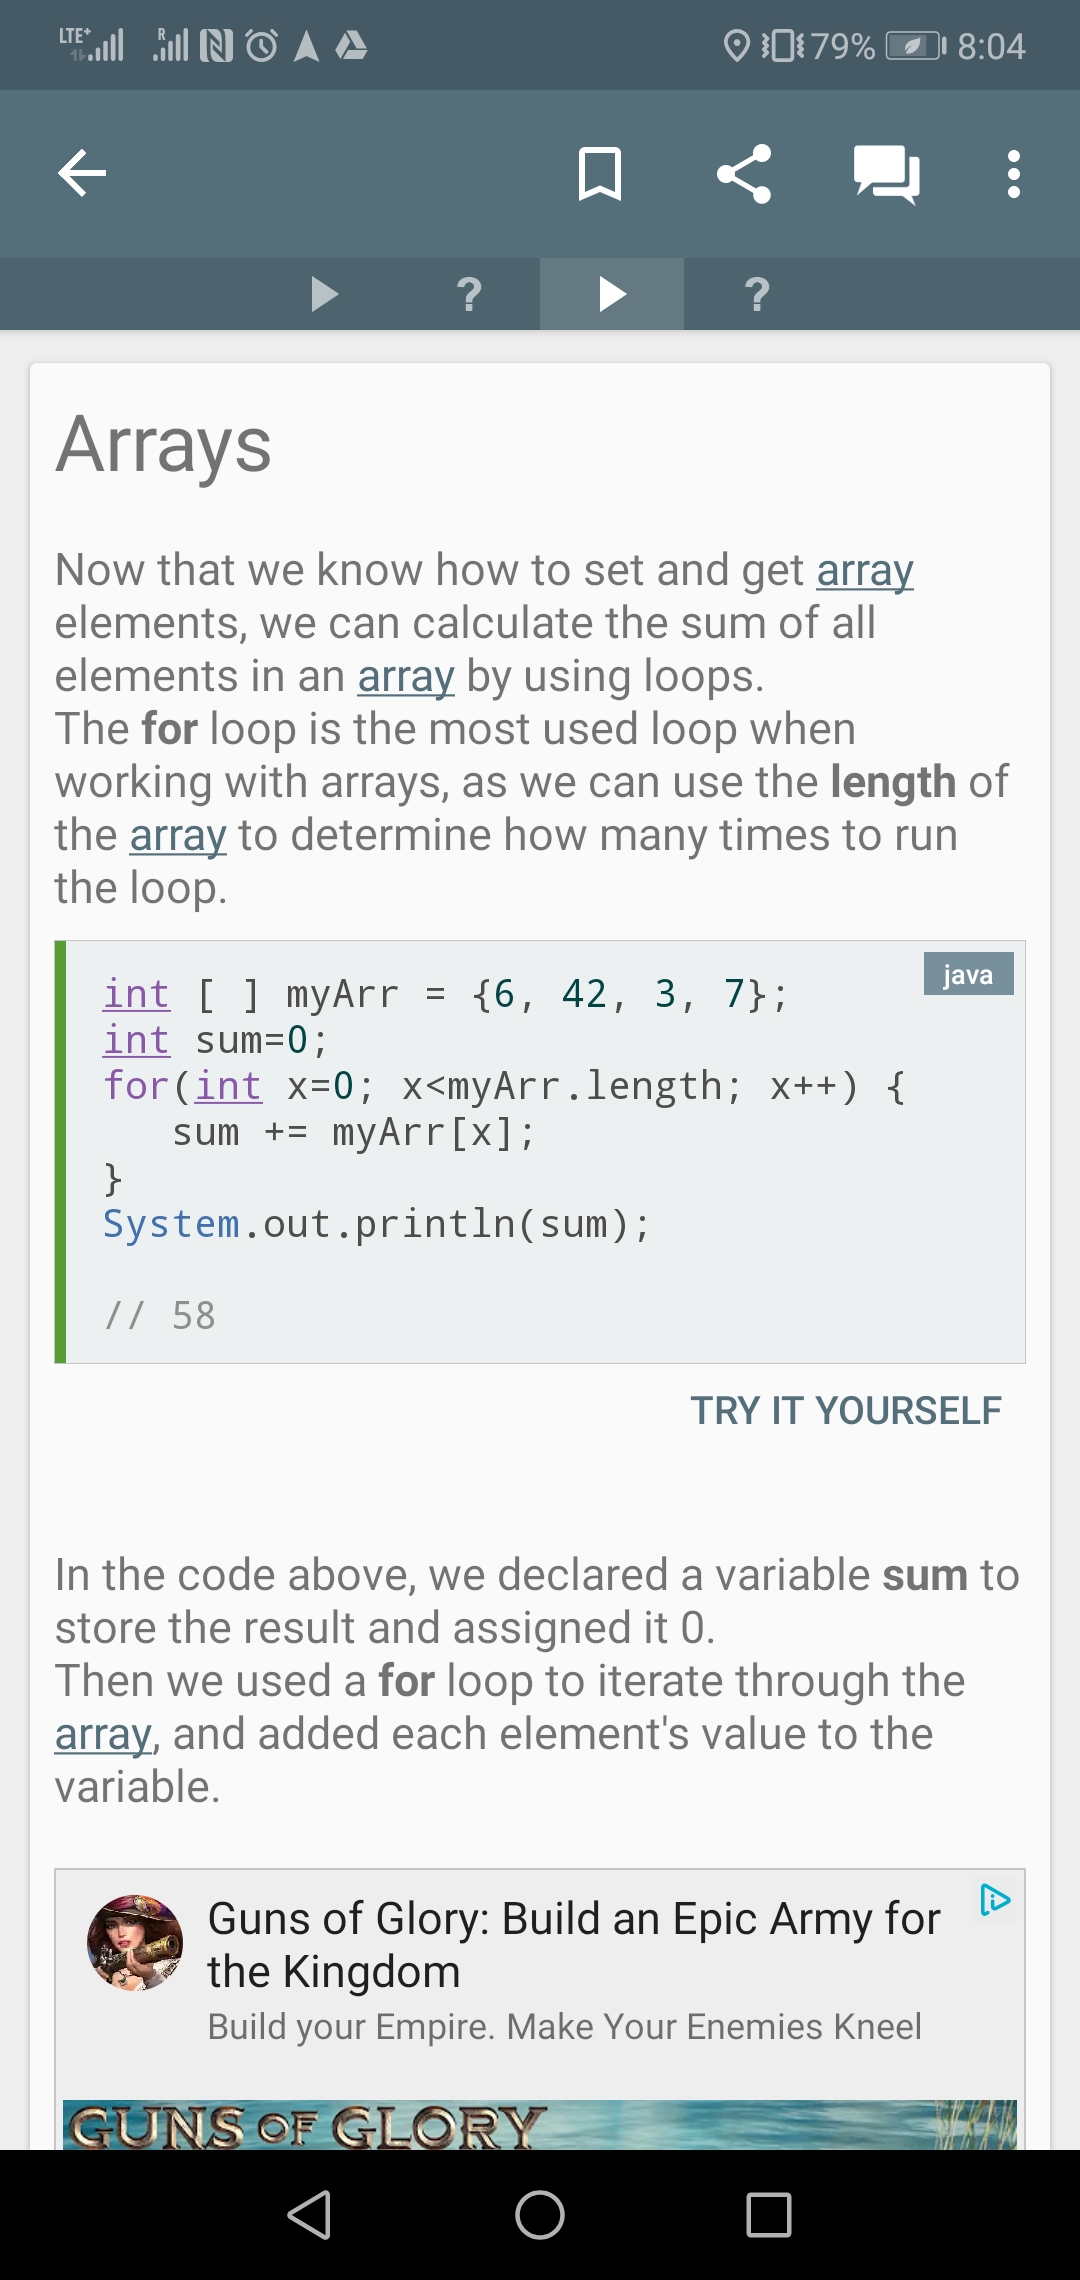 LTE+
R
79%
8:04
?
?
Arrays
Now that we know how to set and get array
elements, we can calculate the sum of all
elements in an array by using loops.
The for loop is the most used loop when
working with arrays, as we can use the length of
the array to determine how many times to run
the loop.
java
int [ ] myArr = {6, 42, 3, 7};
int sum=0;
for(int x=0; x<myArr.length; x++) {
   sum += myArr[x];
}
System.out.println(sum);
// 58
TRY IT YOURSELF
In the code above, we declared a variable sum to
store the result and assigned it 0.
Then we used a for loop to iterate through the
array, and added each element's value to the
variable.
Guns of Glory: Build an Epic Army for
the Kingdom
Build your Empire. Make Your Enemies Kneel
GUNS OF GLORY